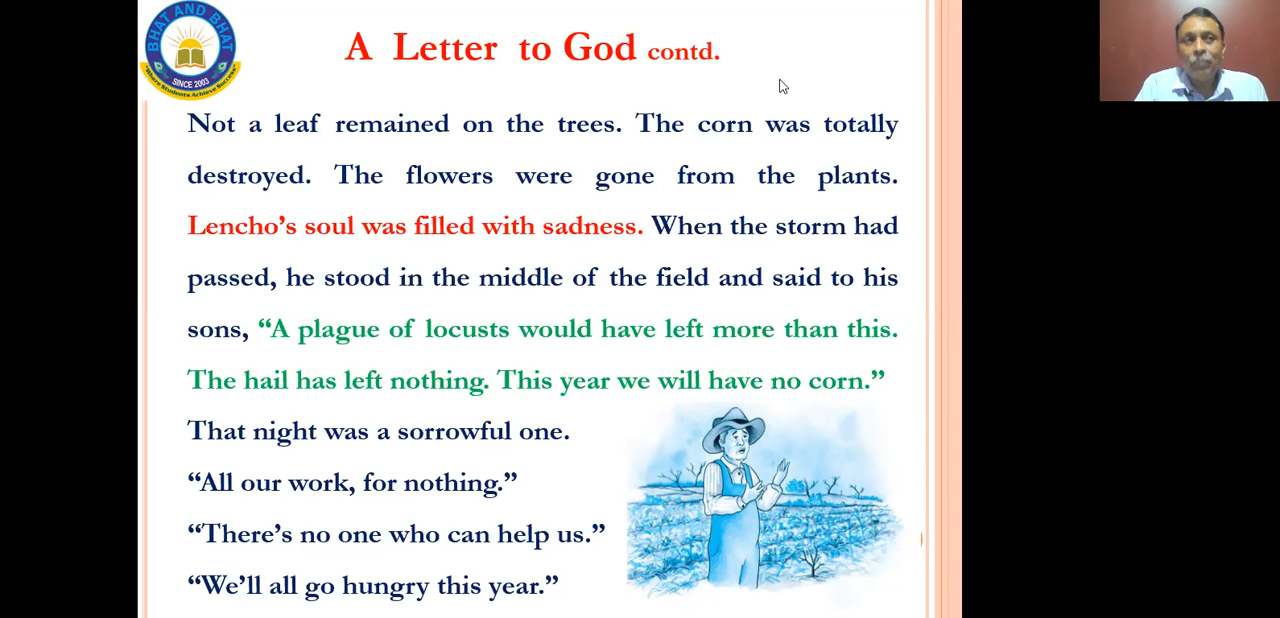 BHAT AND BHAT
SINCE 2003
"Where Students Achieve Success"
A Letter to God contd.
Not a leaf remained on the trees. The corn was totally
destroyed. The flowers were gone from the plants.
Lencho’s soul was filled with sadness. When the storm had
passed, he stood in the middle of the field and said to his
sons, “A plague of locusts would have left more than this.
The hail has left nothing. This year we will have no corn.”
That night was a sorrowful one.
“All our work, for nothing.”
“There’s no one who can help us.”
“We’ll all go hungry this year.”